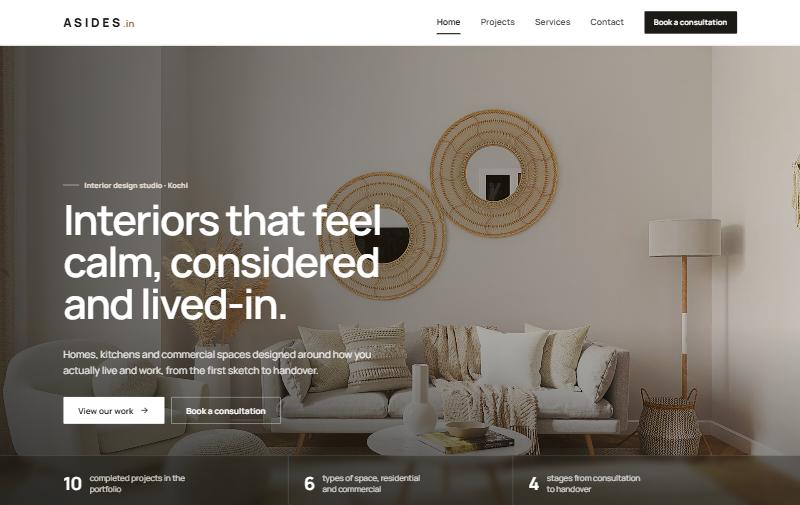 ASIDES.in
Home Projects Services Contact Book a consultation
Interior design studio · Kochi
Interiors that feel
calm, considered
and lived-in.
Homes, kitchens and commercial spaces designed around how you
actually live and work, from the first sketch to handover.
View our work → Book a consultation
10 completed projects in the
portfolio
6 types of space, residential
and commercial
4 stages from consultation
to handover